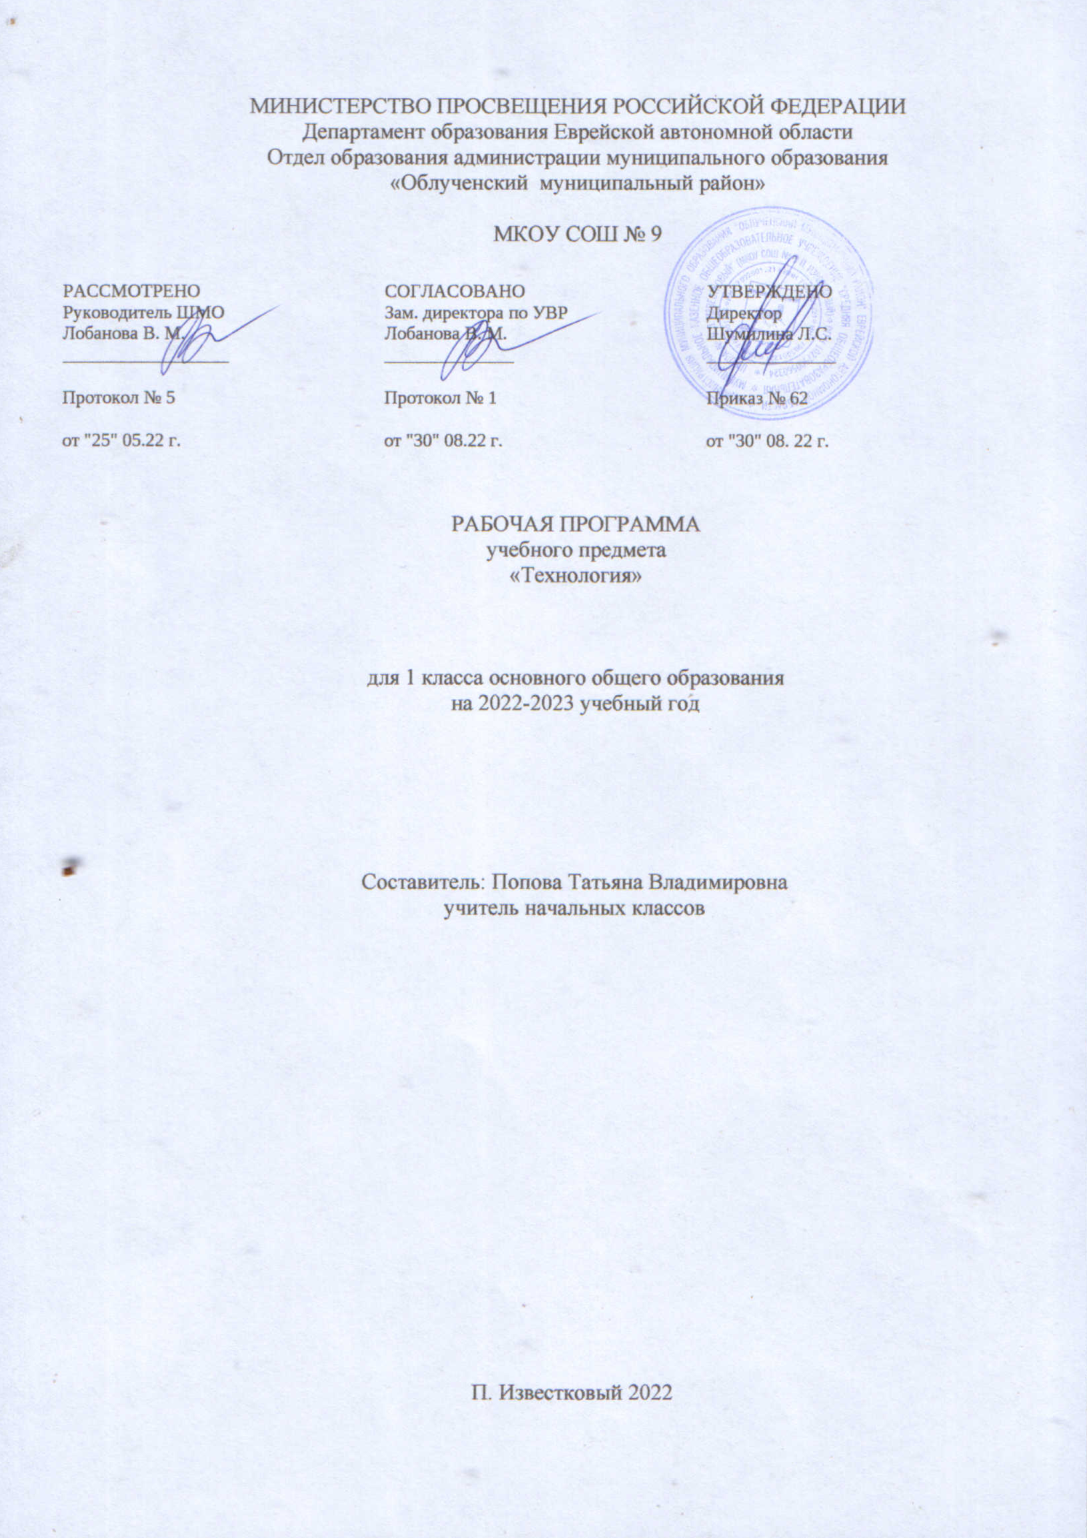 МИНИСТЕРСТВО ПРОСВЕЩЕНИЯ РОССИЙСКОЙ ФЕДЕРАЦИИ
Департамент образования Еврейской автономной области
Отдел образования администрации муниципального образования
«Облученский муниципальный район»
МКОУ СОШ № 9
РАССМОТРЕНО
Руководитель ШМО
Лобанова В. М.
Протокол № 5
от "25" 05.22 г.
СОГЛАСОВАНО
Зам. директора по УВР
Лобанова В. М.
Протокол № 1
от "30" 08.22 г.
УТВЕРЖДЕНО
Директор
Шумилина Л.С.
Приказ № 62
от "30" 08. 22 г.
РАБОЧАЯ ПРОГРАММА
учебного предмета
«Технология»
для 1 класса основного общего образования
на 2022-2023 учебный год
Составитель: Попова Татьяна Владимировна
учитель начальных классов
П. Известковый 2022